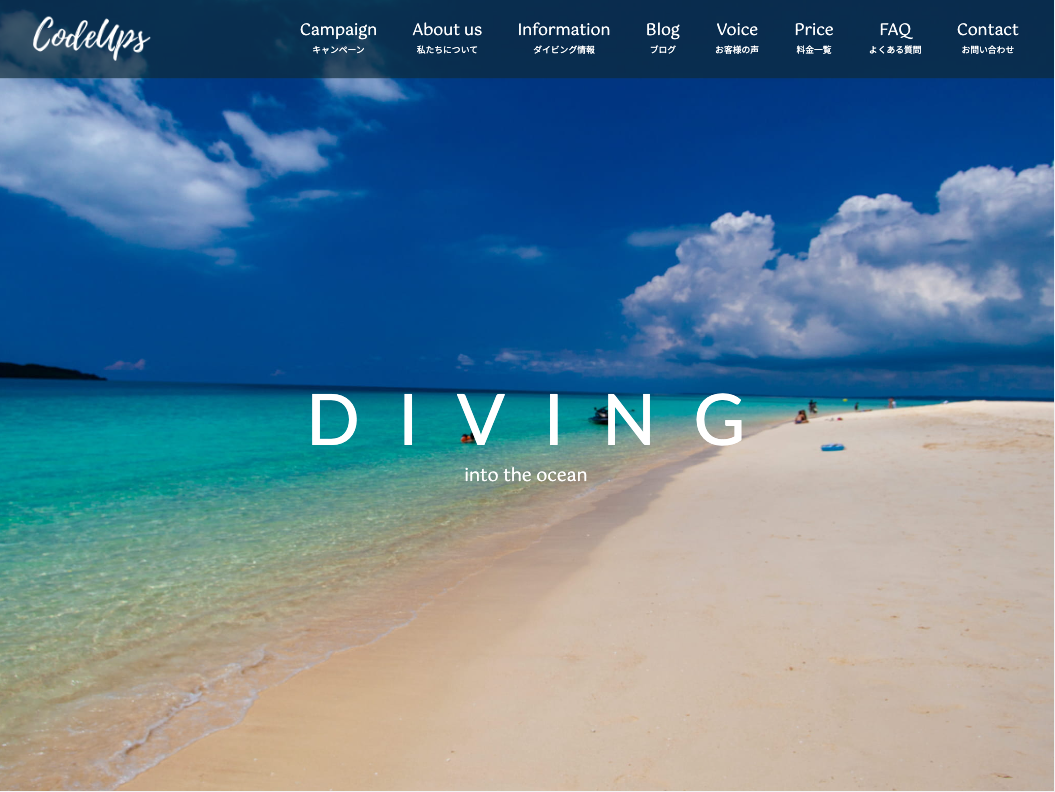 CodeUps
Campaign About us Information Blog Voice Price FAQ Contact
キャンペーン 私たちについて ダイビング情報 ブログ お客様の声 料金一覧 よくある質問 お問い合わせ
DIVING
into the ocean